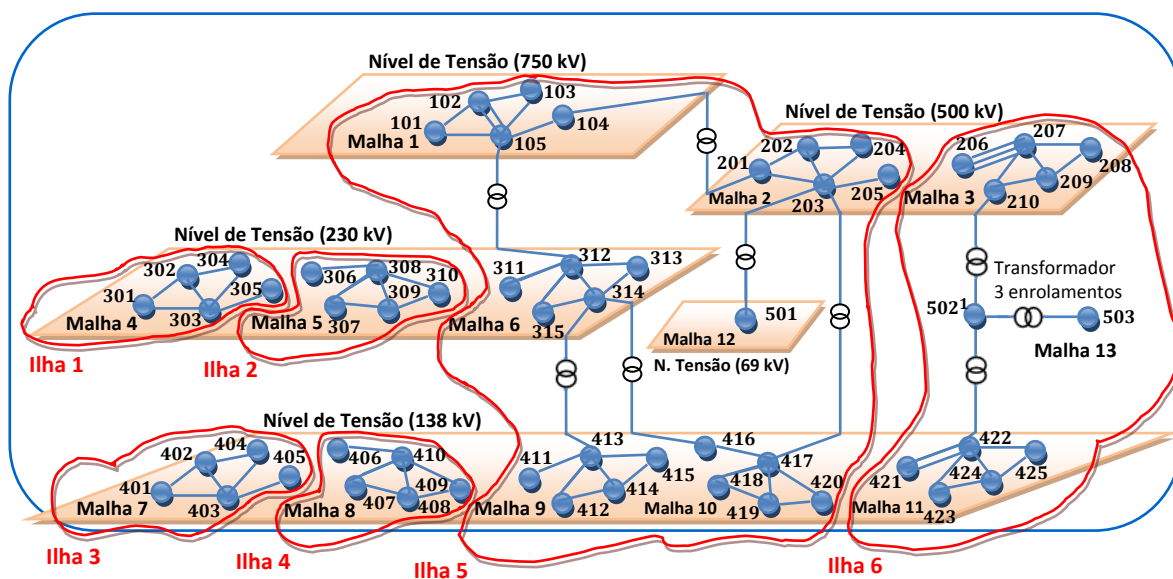 Nível de Tensão (750 kV)
102
103
101
104
Malha 1
105
Nível de Tensão (500 kV)
202
204
201
205
Malha 2
203
207
206
208
209
Malha 3
210
Nível de Tensão (230 kV)
302
304
301
305
Malha 4
303
306
308
310
309
Malha 5
307
311
312
313
314
Malha 6
315
501
Malha 12
N. Tensão (69 kV)
Transformador
3 enrolamentos
502¹
503
Malha 13
Ilha 1
Ilha 2
Nível de Tensão (138 kV)
402
404
405
401
Malha 7
403
406
410
409
407
408
Malha 8
413
411
415
414
Malha 9
412
416
417
418
420
Malha 10
419
422
421
424
425
Malha 11
423
Ilha 3
Ilha 4
Ilha 5
Ilha 6